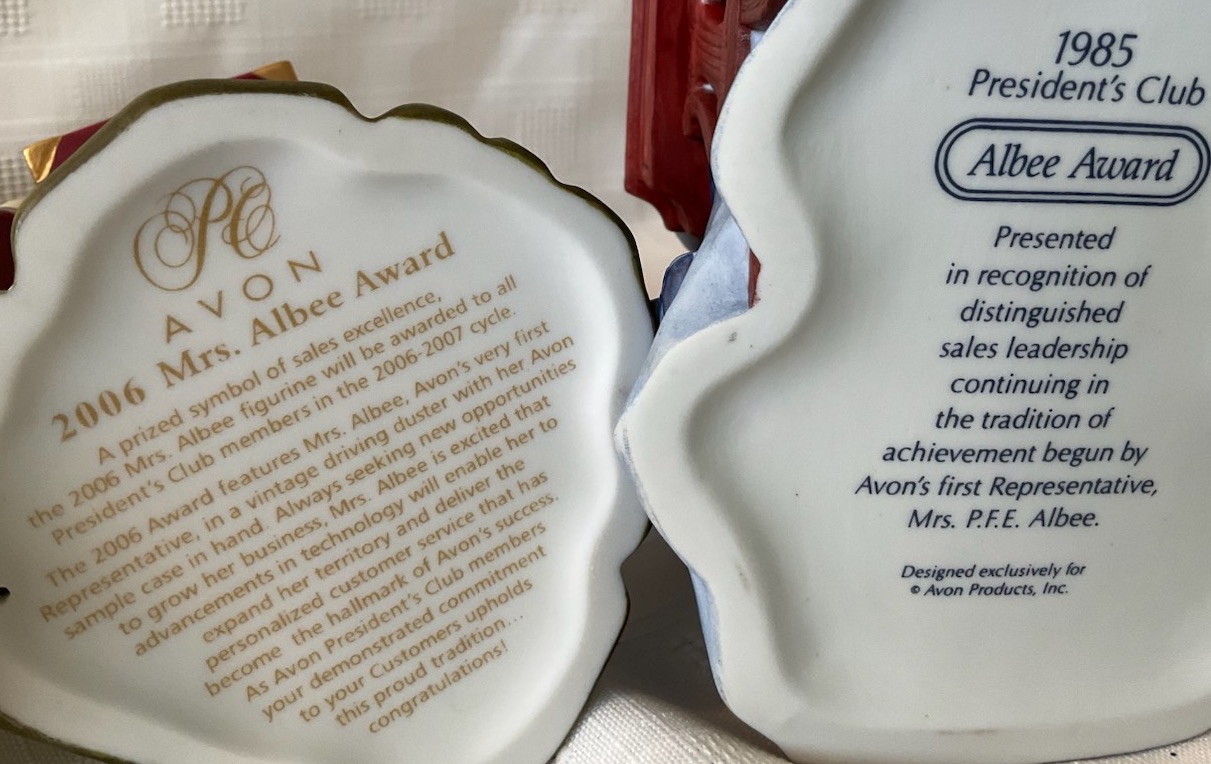 PC
AVON
2006 Mrs. Albee Award
A prized symbol of sales excellence,
the 2006 Mrs. Albee figurine will be awarded to all
President's Club members in the 2006-2007 cycle.
The 2006 Award features Mrs. Albee, Avon's very first
Representative, in a vintage driving duster with her Avon
sample case in hand. Always seeking new opportunities
to grow her business, Mrs. Albee is excited that
advancements in technology will enable her to
expand her territory and deliver the
personalized customer service that has
become the hallmark of Avon's success.
As Avon President's Club members
your demonstrated commitment
to your Customers upholds
this proud tradition...
congratulations!
1985
President's Club
Albee Award
Presented
in recognition of
distinguished
sales leadership
continuing in
the tradition of
achievement begun by
Avon's first Representative,
Mrs. P.F.E. Albee.
Designed exclusively for
© Avon Products, Inc.